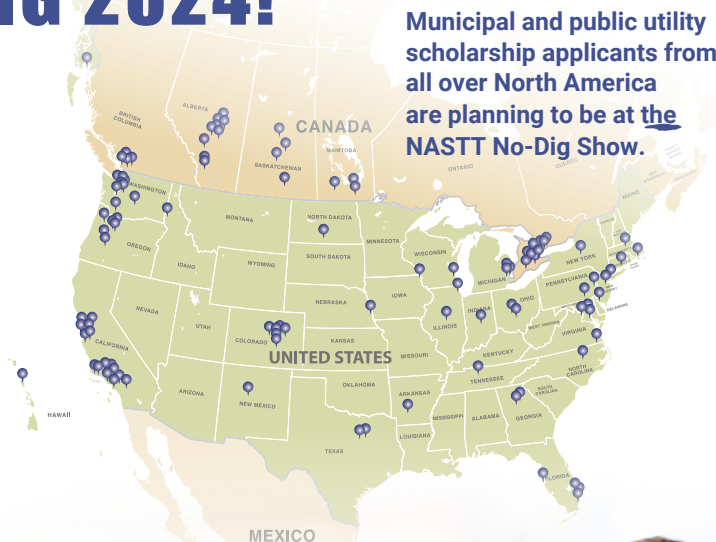 2024!
Municipal and public utility
scholarship applicants from
all over North America
are planning to be at the
NASTT No-Dig Show.
BRITISH
COLUMBIA
ALBERTA
CANADA
MANITOBA
SASKATCHEWAN
ONTARIO
QUEBEC
WASHINGTON
MONTANA
NORTH DAKOTA
MINNESOTA
MAINE
OREGON
IDAHO
WYOMING
SOUTH DAKOTA
WISCONSIN
MICHIGAN
NEW YORK
NEVADA
UTAH
NEBRASKA
IOWA
PENNSYLVANIA
CALIFORNIA
COLORADO
KANSAS
ILLINOIS
INDIANA
OHIO
WEST VIRGINIA
VIRGINIA
DELAWARE
UNITED STATES
MISSOURI
KENTUCKY
NORTH
CAROLINA
ARIZONA
NEW MEXICO
OKLAHOMA
ARKANSAS
TENNESSEE
SOUTH
CAROLINA
HAWAII
TEXAS
LOUISIANA
MISSISSIPPI
ALABAMA
GEORGIA
FLORIDA
MEXICO